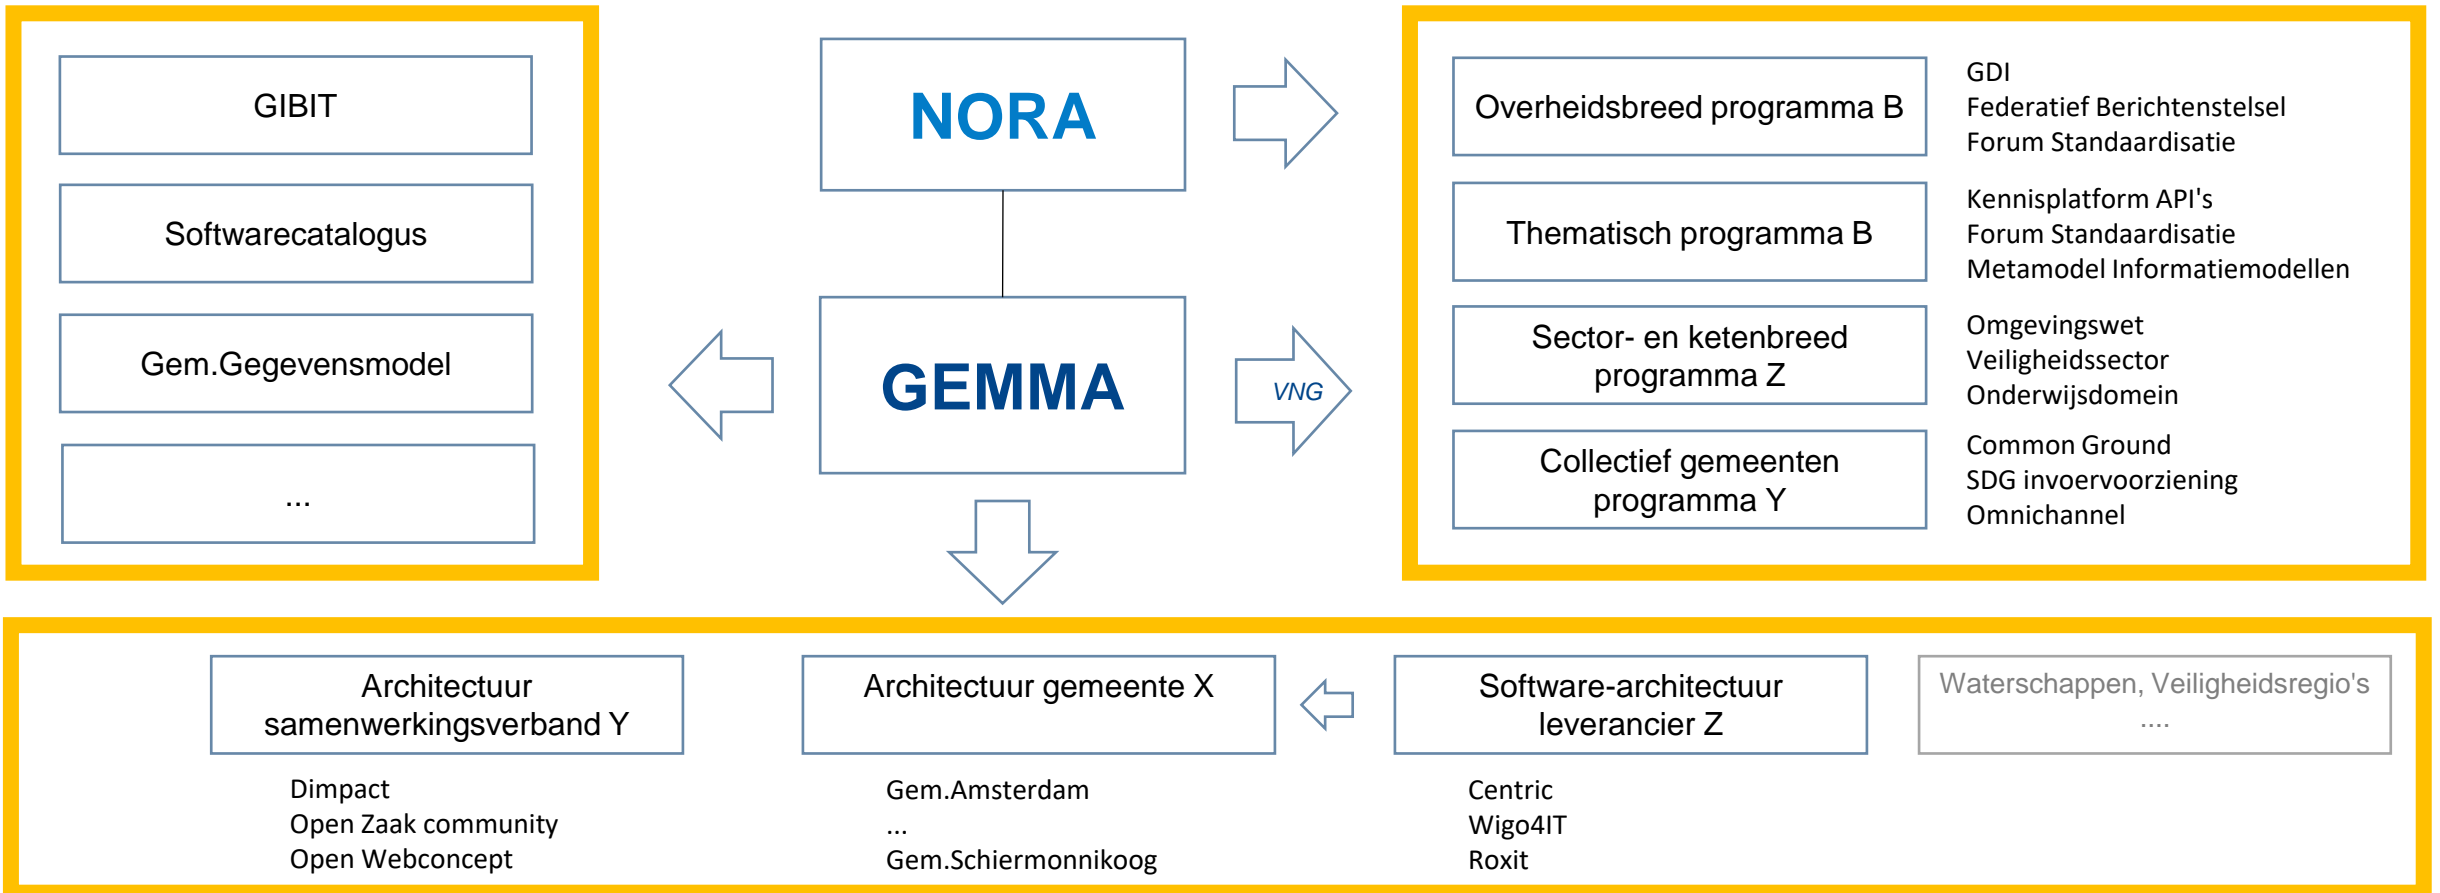 GIBIT
Softwarecatalogus
Gem.Gegevensmodel
...
NORA
GEMMA
VNG
Overheidsbreed programma B
GDI
Federatief Berichtenstelsel
Forum Standaardisatie
Thematisch programma B
Kennisplatform API's
Forum Standaardisatie
Metamodel Informatiemodellen
Sector- en ketenbreed
programma Z
Omgevingswet
Veiligheidssector
Onderwijsdomein
Collectief gemeenten
programma Y
Common Ground
SDG invoervoorziening
Omnichannel
Architectuur
samenwerkingsverband Y
Dimpact
Open Zaak community
Open Webconcept
Architectuur gemeente X
Gem.Amsterdam
...
Gem.Schiermonnikoog
Software-architectuur
leverancier Z
Centric
Wigo4IT
Roxit
Waterschappen, Veiligheidsregio's
....